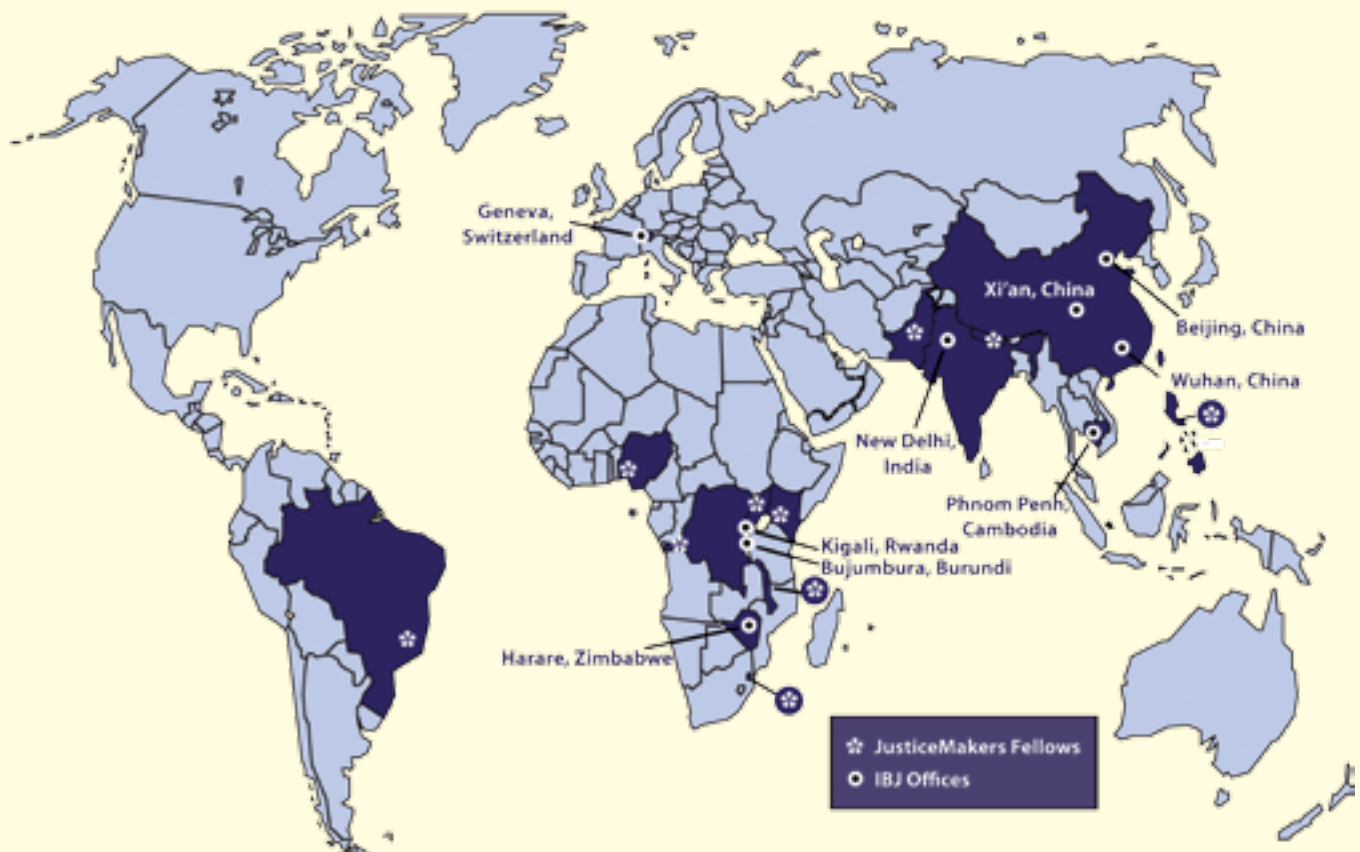 Geneva,
Switzerland
Xi'an, China
Beijing, China
Wuhan, China
New Delhi,
India
Phnom Penh,
Cambodia
Kigali, Rwanda
Bujumbura, Burundi
Harare, Zimbabwe
JusticeMakers Fellows
IBJ Offices